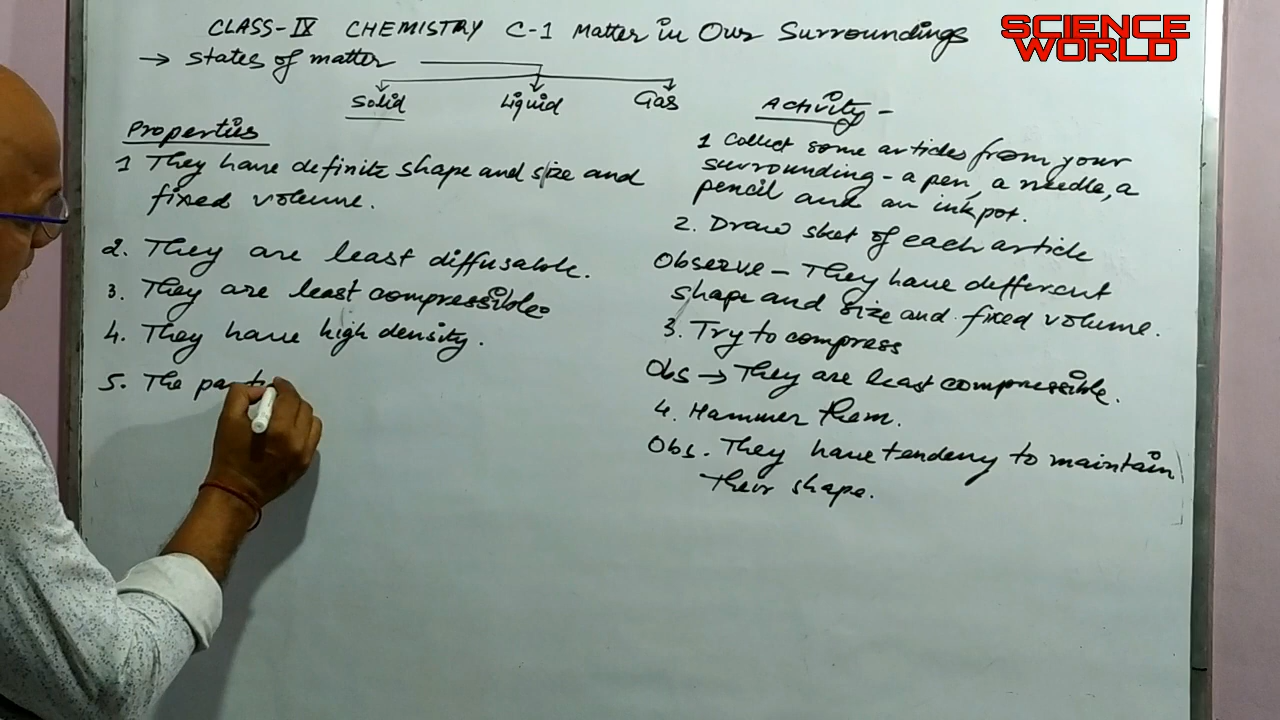 CLASS-IX CHEMISTRY C-1 Matter in Our Surroundings
SCIENCE
WORLD
→ States of matter
Solid Liquid Gas
Properties
1 They have definite shape and size and
fixed volume.
2. They are least diffusable.
3. They are least compressible.
4. They have high density.
5. The parti
Activity -
1 Collect some articles from your
surrounding - a pen, a needle, a
pencil and an inkpot.
2. Draw sket of each article
Observe - They have different
shape and size and fixed volume.
3. Try to compress
Obs → They are least compressible.
4. Hammer them.
Obs. They have tendeny to maintain
their shape.